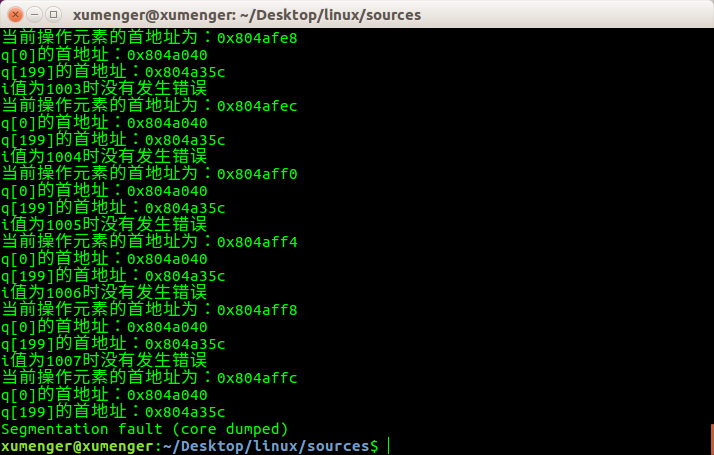 xumenger@xumenger: ~/Desktop/linux/sources
当前操作元素的首地址为：0x804afe8
q[0]的首地址：0x804a040
q[199]的首地址：0x804a35c
i值为1003时没有发生错误
当前操作元素的首地址为：0x804afec
q[0]的首地址：0x804a040
q[199]的首地址：0x804a35c
i值为1004时没有发生错误
当前操作元素的首地址为：0x804aff0
q[0]的首地址：0x804a040
q[199]的首地址：0x804a35c
i值为1005时没有发生错误
当前操作元素的首地址为：0x804aff4
q[0]的首地址：0x804a040
q[199]的首地址：0x804a35c
i值为1006时没有发生错误
当前操作元素的首地址为：0x804aff8
q[0]的首地址：0x804a040
q[199]的首地址：0x804a35c
i值为1007时没有发生错误
当前操作元素的首地址为：0x804affc
q[0]的首地址：0x804a040
q[199]的首地址：0x804a35c
Segmentation fault (core dumped)
xumenger@xumenger:~/Desktop/linux/sources$